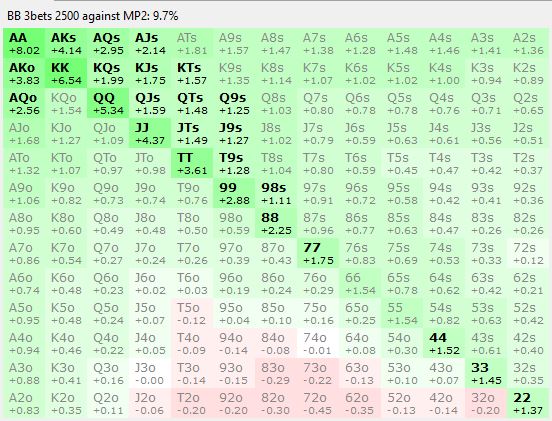 BB 3bets 2500 against MP2: 9.7%
AA AKs AQs AJs ATs A9s A8s A7s A6s A5s A4s A3s A2s
+8.02 +4.14 +2.95 +2.14 +1.81 +1.57 +1.47 +1.38 +1.28 +1.48 +1.46 +1.41 +1.36
AKo KK KQs KJs KTs K9s K8s K7s K6s K5s K4s K3s K2s
+3.83 +6.54 +1.99 +1.75 +1.57 +1.35 +1.14 +1.07 +1.02 +1.02 +1.00 +0.94 +0.89
AQo KQo QQ QJs QTs Q9s Q8s Q7s Q6s Q5s Q4s Q3s Q2s
+2.56 +1.54 +5.34 +1.59 +1.48 +1.25 +1.03 +0.80 +0.78 +0.78 +0.76 +0.71 +0.65
AJo KJo QJo JJ JTs J9s J8s J7s J6s J5s J4s J3s J2s
+1.68 +1.27 +1.09 +4.37 +1.49 +1.27 +1.02 +0.79 +0.59 +0.63 +0.61 +0.56 +0.51
ATo KTo QTo JTo TT T9s T8s T7s T6s T5s T4s T3s T2s
+1.32 +1.07 +0.97 +0.98 +3.61 +1.28 +1.04 +0.80 +0.59 +0.45 +0.47 +0.42 +0.37
A9o K9o Q9o J9o T9o 99 98s 97s 96s 95s 94s 93s 92s
+1.06 +0.82 +0.73 +0.74 +0.76 +2.88 +1.11 +0.91 +0.72 +0.58 +0.42 +0.41 +0.36
A8o K8o Q8o J8o T8o 98o 88 87s 86s 85s 84s 83s 82s
+0.95 +0.60 +0.49 +0.48 +0.50 +0.59 +2.25 +0.96 +0.77 +0.63 +0.47 +0.26 +0.26
A7o K7o Q7o J7o T7o 97o 87o 77 76s 75s 74s 73s 72s
+0.86 +0.54 +0.27 +0.24 +0.26 +0.39 +0.43 +1.75 +0.83 +0.69 +0.53 +0.33 +0.12
A6o K6o Q6o J6o T6o 96o 86o 76o 66 65s 64s 63s 62s
+0.74 +0.48 +0.23 +0.02 +0.03 +0.19 +0.24 +0.29 +1.54 +0.78 +0.62 +0.42 +0.21
A5o K5o Q5o J5o T5o 95o 85o 75o 65o 55 54s 53s 52s
+0.95 +0.48 +0.24 +0.07 -0.12 +0.04 +0.10 +0.16 +0.25 +1.54 +0.82 +0.63 +0.42
A4o K4o Q4o J4o T4o 94o 84o 74o 64o 54o 44 43s 42s
+0.94 +0.46 +0.22 +0.05 -0.09 -0.14 -0.08 -0.01 +0.08 +0.30 +1.52 +0.61 +0.40
A3o K3o Q3o J3o T3o 93o 83o 73o 63o 53o 43o 33 32s
+0.88 +0.41 +0.16 -0.00 -0.14 -0.15 -0.29 -0.22 -0.13 +0.10 +0.07 +1.45 +0.35
A2o K2o Q2o J2o T2o 92o 82o 72o 62o 52o 42o 32o 22
+0.83 +0.35 +0.11 -0.06 -0.20 -0.20 -0.30 -0.45 -0.35 -0.13 -0.14 -0.20 +1.37